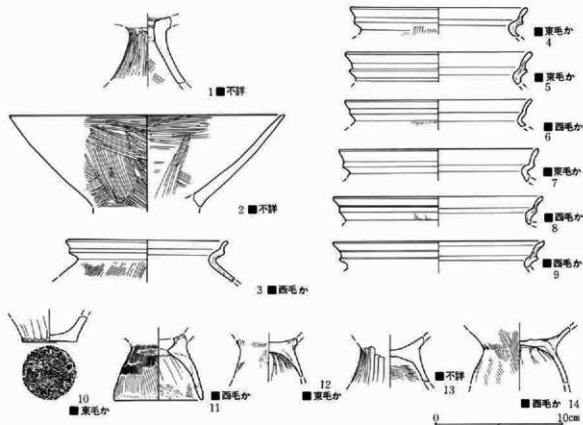 1 ■不詳
2 ■不詳
3 ■西毛か
■東毛か
4
■東毛か
5
■西毛か
6
■東毛か
7
■西毛か
8
■西毛か
9
10
■東毛か
■西毛か
11
12
■東毛か
■不詳
13
■西毛か 14
0 10cm